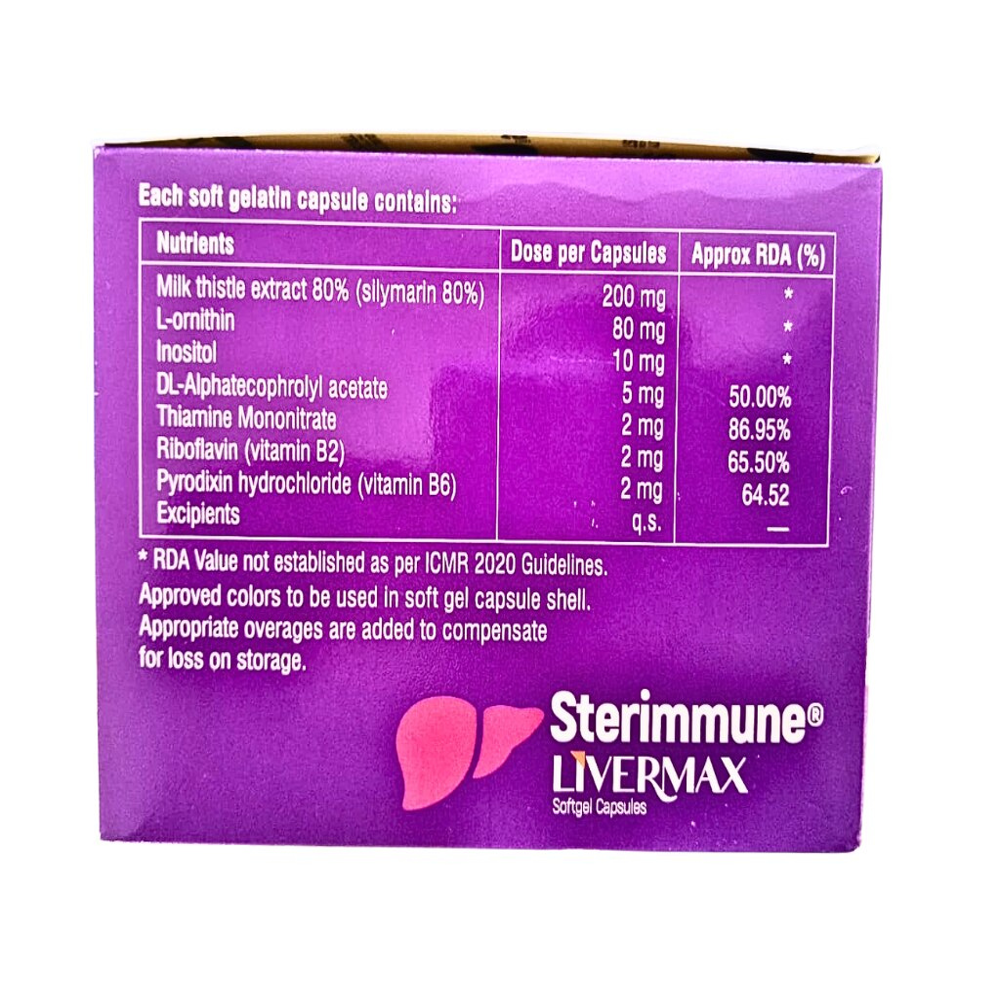 Each soft gelatin capsule contains:
Nutrients Dose per Capsules Approx RDA (%)
Milk thistle extract 80% (silymarin 80%) 200 mg *
L-ornithin 80 mg *
Inositol 10 mg *
DL-Alphatecophrolyl acetate 5 mg 50.00%
Thiamine Mononitrate 2 mg 86.95%
Riboflavin (vitamin B2) 2 mg 65.50%
Pyrodixin hydrochloride (vitamin B6) 2 mg 64.52
Excipients q.s. —
* RDA Value not established as per ICMR 2020 Guidelines.
Approved colors to be used in soft gel capsule shell.
Appropriate overages are added to compensate
for loss on storage.
Sterimmune®
LIVERMAX
Softgel Capsules